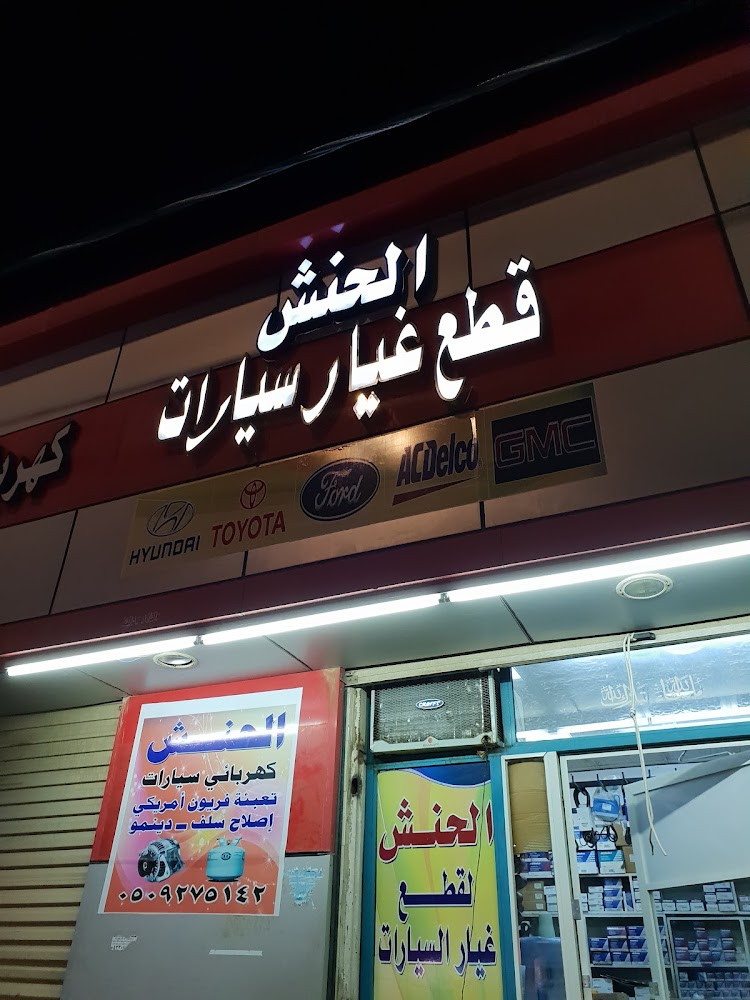 الحنش
قطع غيار سيارات
HYUNDAI
TOYOTA
Ford
ACDelco
GMC
الحنش
كهربائي سيارات
تعبئة فريون أمريكي
إصلاح سلف - دينمو
٠٥٠٩٢٧٥١٤٢
CRAFFT
الحنش
لقطع
غيار السيارات